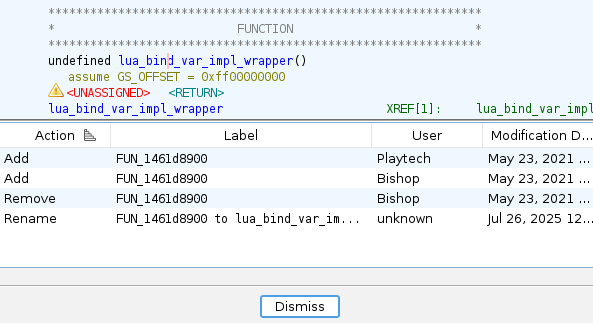 **************************************************************
* FUNCTION *
**************************************************************
undefined lua_bind_var_impl_wrapper()
assume GS_OFFSET = 0xff00000000
<UNASSIGNED> <RETURN>
lua_bind_var_impl_wrapper XREF[1]: lua_bind_var_impl
Action Label User Modification D...
Add FUN_1461d8900 Playtech May 23, 2021 ...
Add FUN_1461d8900 Bishop May 23, 2021 ...
Remove FUN_1461d8900 Bishop May 23, 2021 ...
Rename FUN_1461d8900 to lua_bind_var_im... unknown Jul 26, 2025 12...
Dismiss